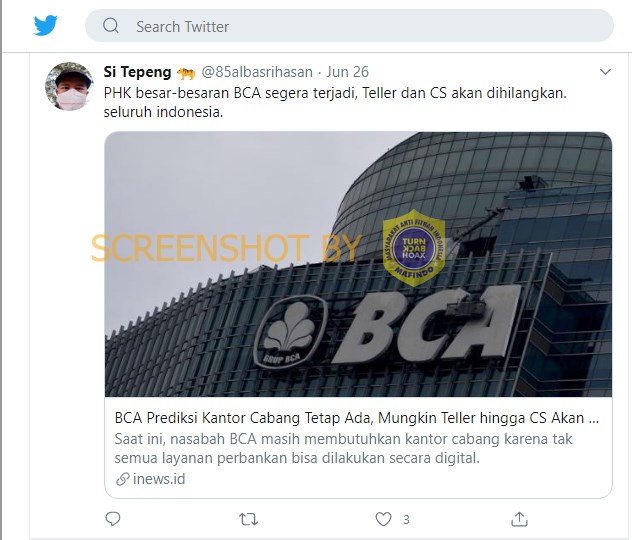 Search Twitter
Si Tepeng 🐅 @85albasrihasan · Jun 26
PHK besar-besaran BCA segera terjadi, Teller dan CS akan dihilangkan.
seluruh indonesia.
SCREENSHOT BY
MASYARAKAT ANTI FITNAH INDONESIA
TURN
BACK
HOAX
MAFINDO
BCA
GRUP BCA
BCA Prediksi Kantor Cabang Tetap Ada, Mungkin Teller hingga CS Akan ...
Saat ini, nasabah BCA masih membutuhkan kantor cabang karena tak
semua layanan perbankan bisa dilakukan secara digital.
inews.id
3